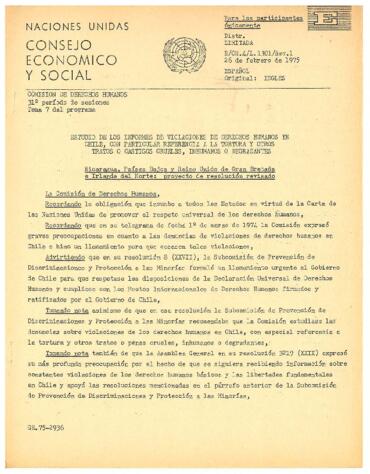 NACIONES UNIDAS
CONSEJO
ECONOMICO
Y SOCIAL
Para los participantes
únicamente
E
Distr.
LIMITADA
E/CN.4/L.1301/Rev.1
26 de febrero de 1975
ESPAÑOL
Original: INGLES
COMISION DE DERECHOS HUMANOS
31º período de sesiones
Tema 7 del programa
ESTUDIO DE LOS INFORMES DE VIOLACIONES DE DERECHOS HUMANOS EN
CHILE, CON PARTICULAR REFERENCIA A LA TORTURA Y OTROS
TRATOS O CASTIGOS CRUELES, INHUMANOS O DEGRADANTES
Nicaragua, Países Bajos y Reino Unido de Gran Bretaña
e Irlanda del Norte: proyecto de resolución revisado
La Comisión de Derechos Humanos,
Recordando la obligación que incumbe a todos los Estados en virtud de la Carta de
las Naciones Unidas de promover el respeto universal de los derechos humanos,
Recordando que en su telegrama de fecha 1º de marzo de 1974 la Comisión expresó
graves preocupaciones en cuanto a las denuncias de violaciones de derechos humanos en
Chile e hizo un llamamiento para que cesaran tales violaciones,
Advirtiendo que en su resolución 8 (XXVII), la Subcomisión de Prevención de
Discriminaciones y Protección a las Minorías formuló un llamamiento urgente al Gobierno
de Chile para que respetase las disposiciones de la Declaración Universal de Derechos
Humanos y cumpliese con los Pactos Internacionales de Derechos Humanos firmados y
ratificados por el Gobierno de Chile,
Tomando nota asimismo de que en esa resolución la Subcomisión de Prevención de
Discriminaciones y Protección a las Minorías recomendaba que la Comisión estudiara las
denuncias sobre violaciones de los derechos humanos en Chile, con especial referencia a
la tortura y otros tratos o penas crueles, inhumanos o degradantes,
Tomando nota también de que la Asamblea General en su resolución 3219 (XXIX) expresó
su más profunda preocupación por el hecho de que se siguiera recibiendo información sobre
constantes violaciones de los derechos humanos básicos y las libertades fundamentales
en Chile y apoyó las resoluciones mencionadas en el párrafo anterior de la Subcomisión
de Prevención de Discriminaciones y Protección a las Minorías,
GE.75-2936